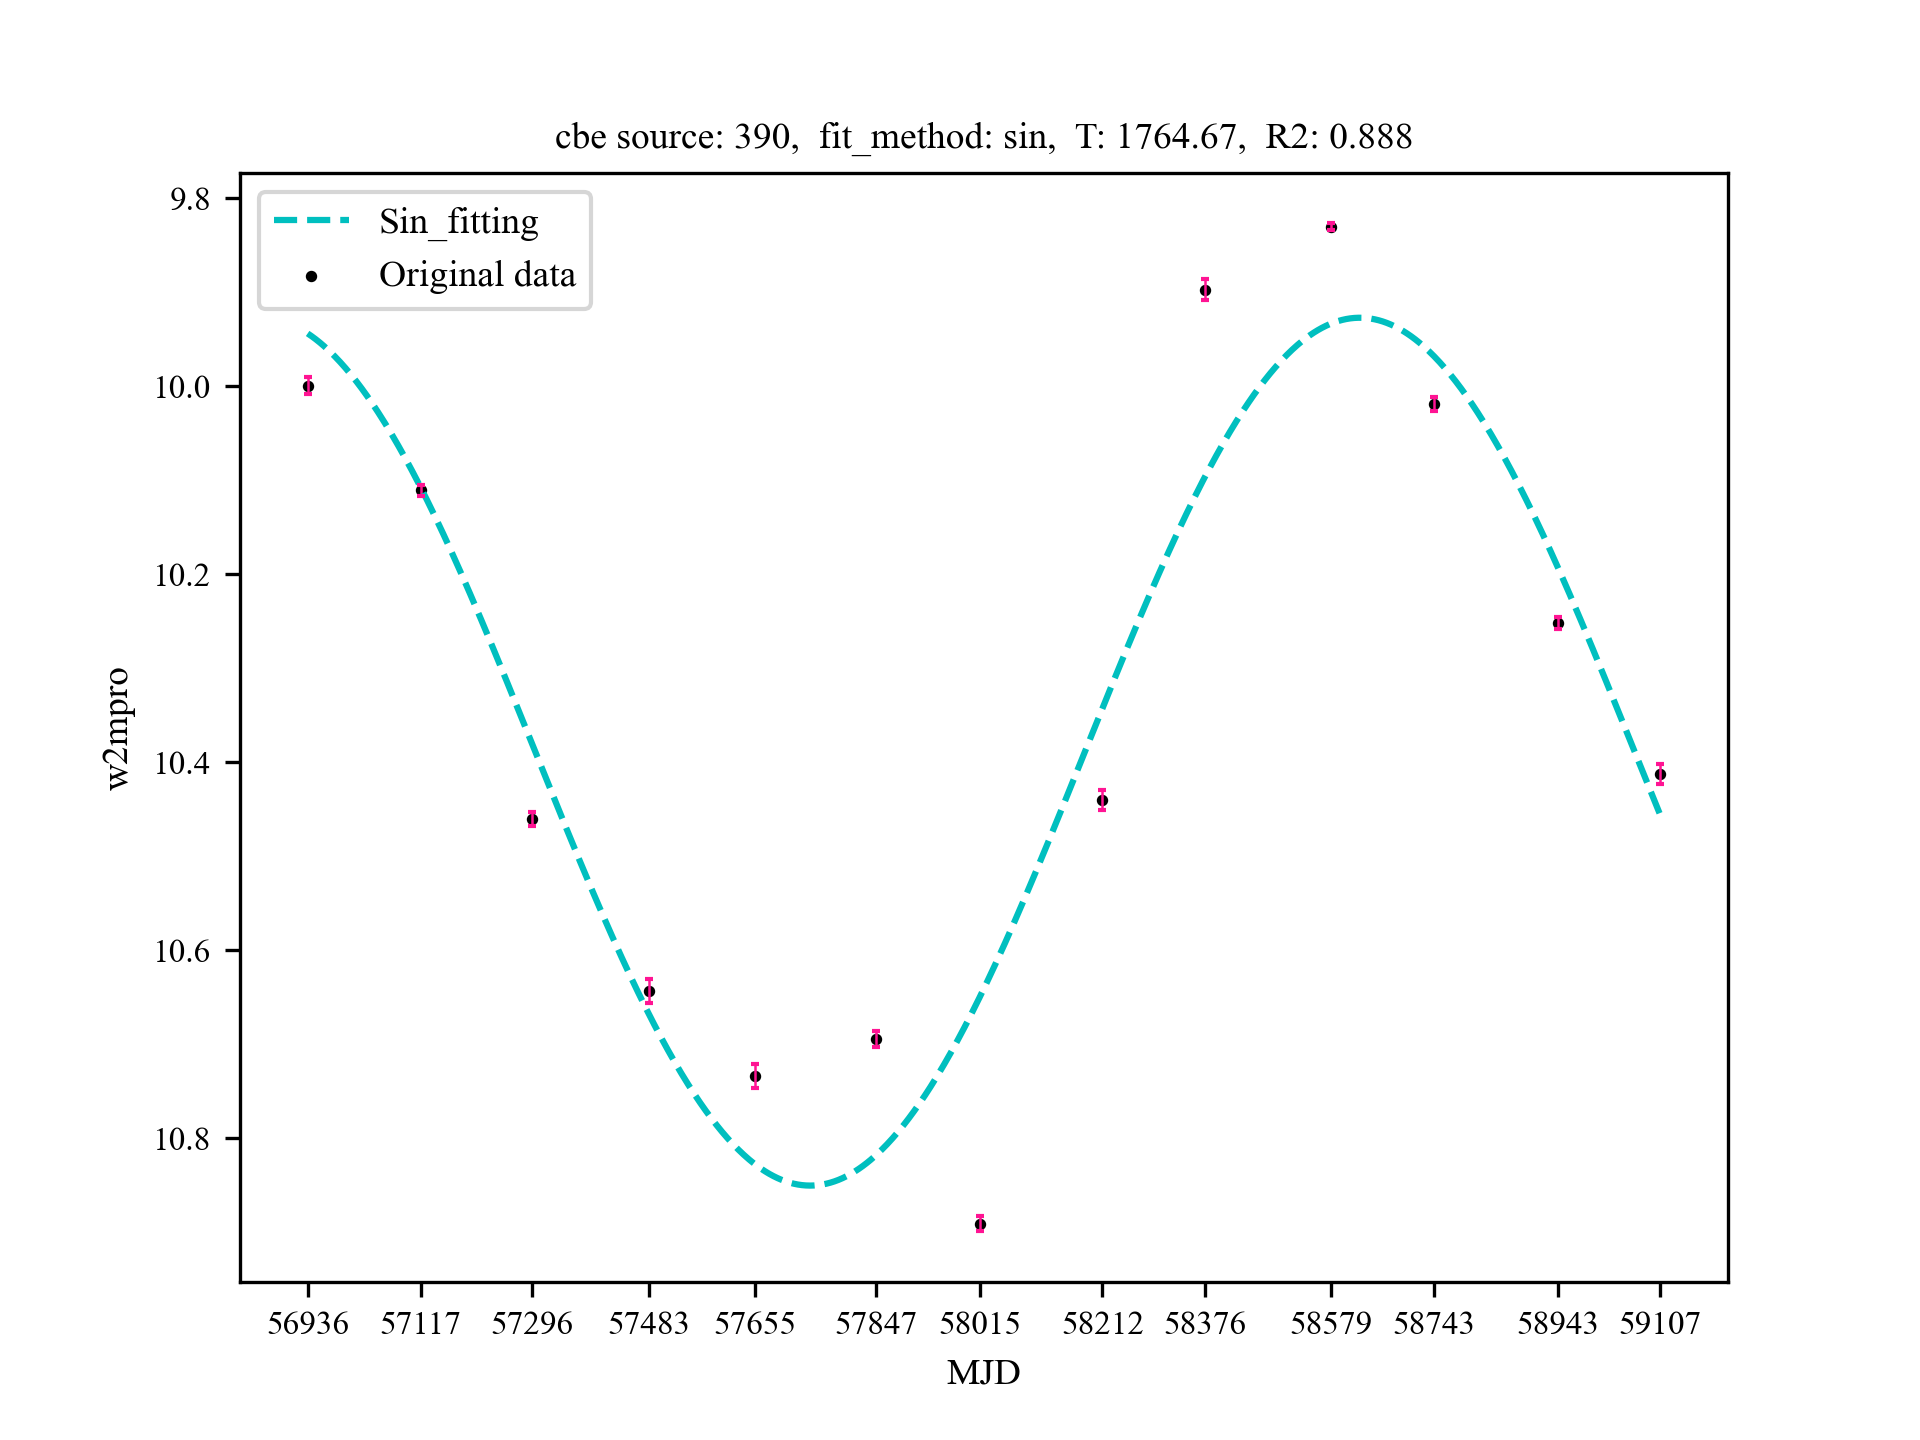 cbe source: 390,  fit_method: sin,  T: 1764.67,  R2: 0.888
Sin_fitting
Original data
9.8
10.0
10.2
10.4
10.6
10.8
w2mpro
56936 57117 57296 57483 57655 57847 58015 58212 58376 58579 58743 58943 59107
MJD